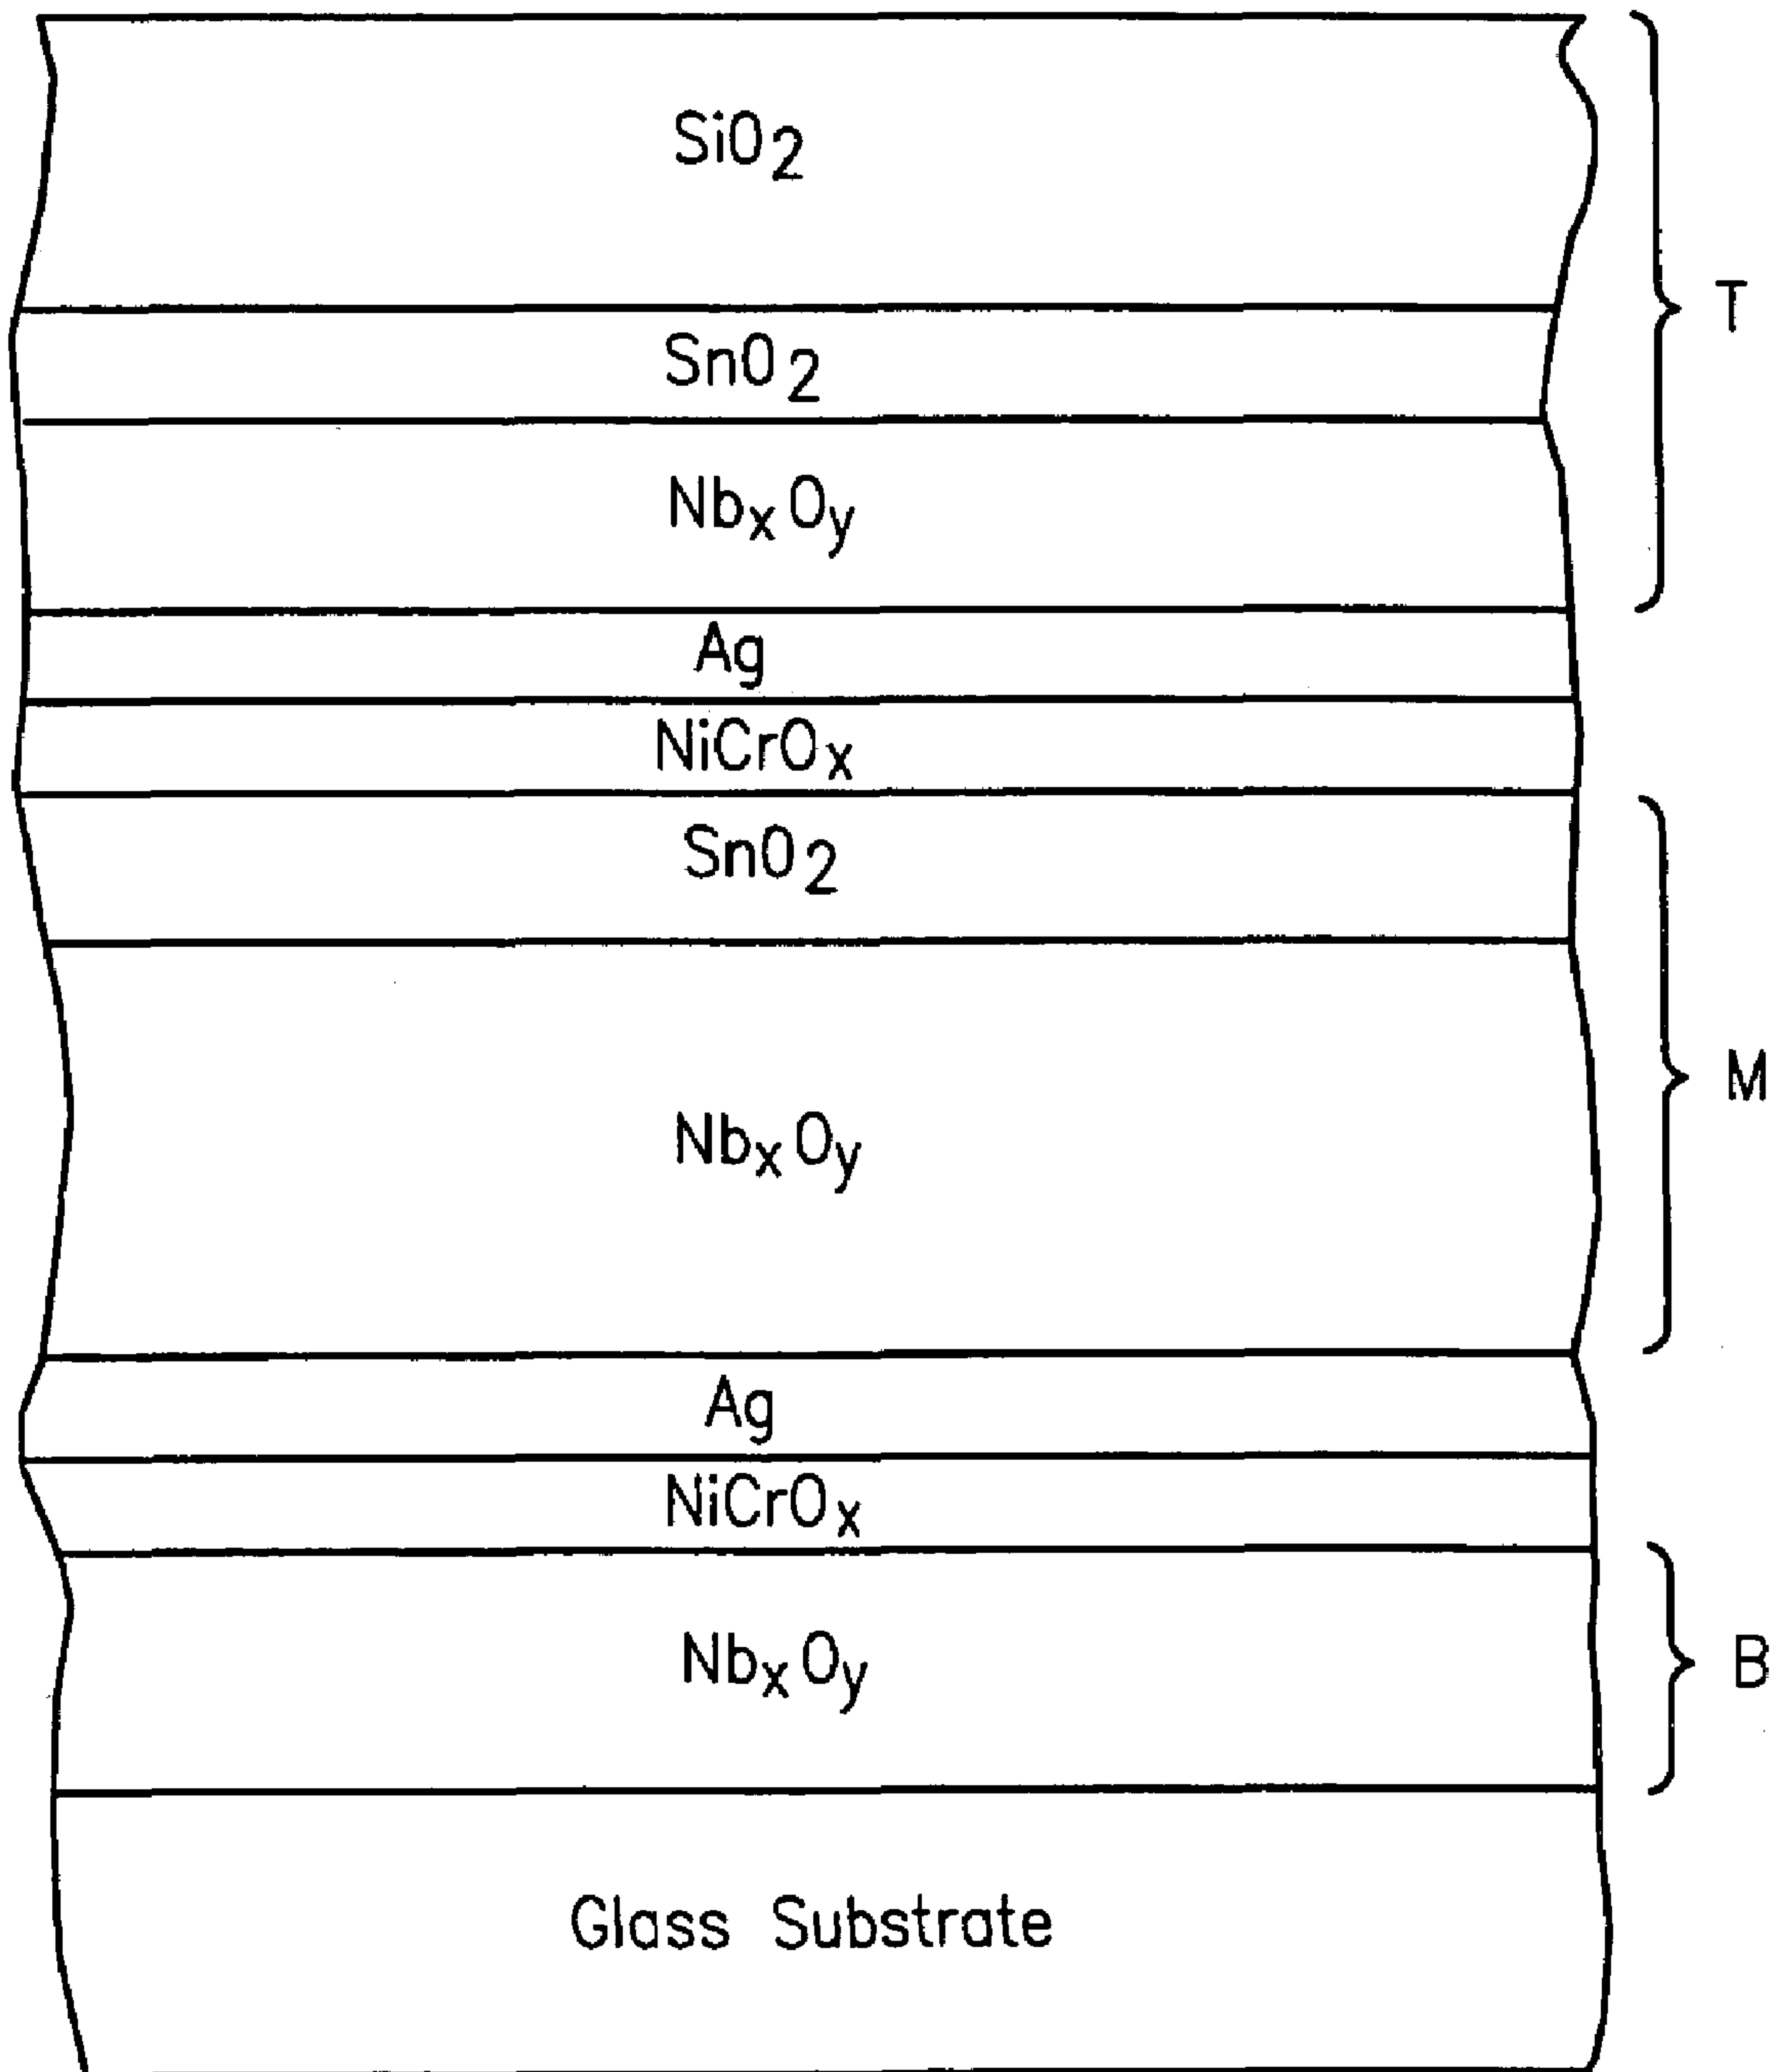 SiO2
T
SnO2
NbxOy
Ag
NiCrOx
SnO2
M
NbxOy
Ag
NiCrOx
B
NbxOy
Glass Substrate